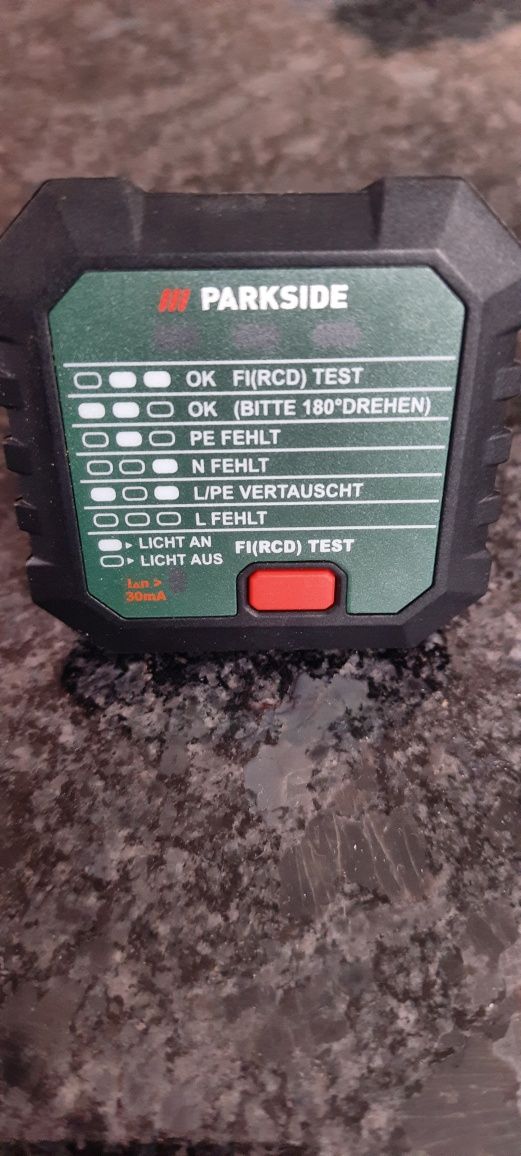 PARKSIDE
OK FI(RCD) TEST
OK (BITTE 180°DREHEN)
PE FEHLT
N FEHLT
L/PE VERTAUSCHT
L FEHLT
LICHT AN
LICHT AUS
FI(RCD) TEST
I∆n >
30mA